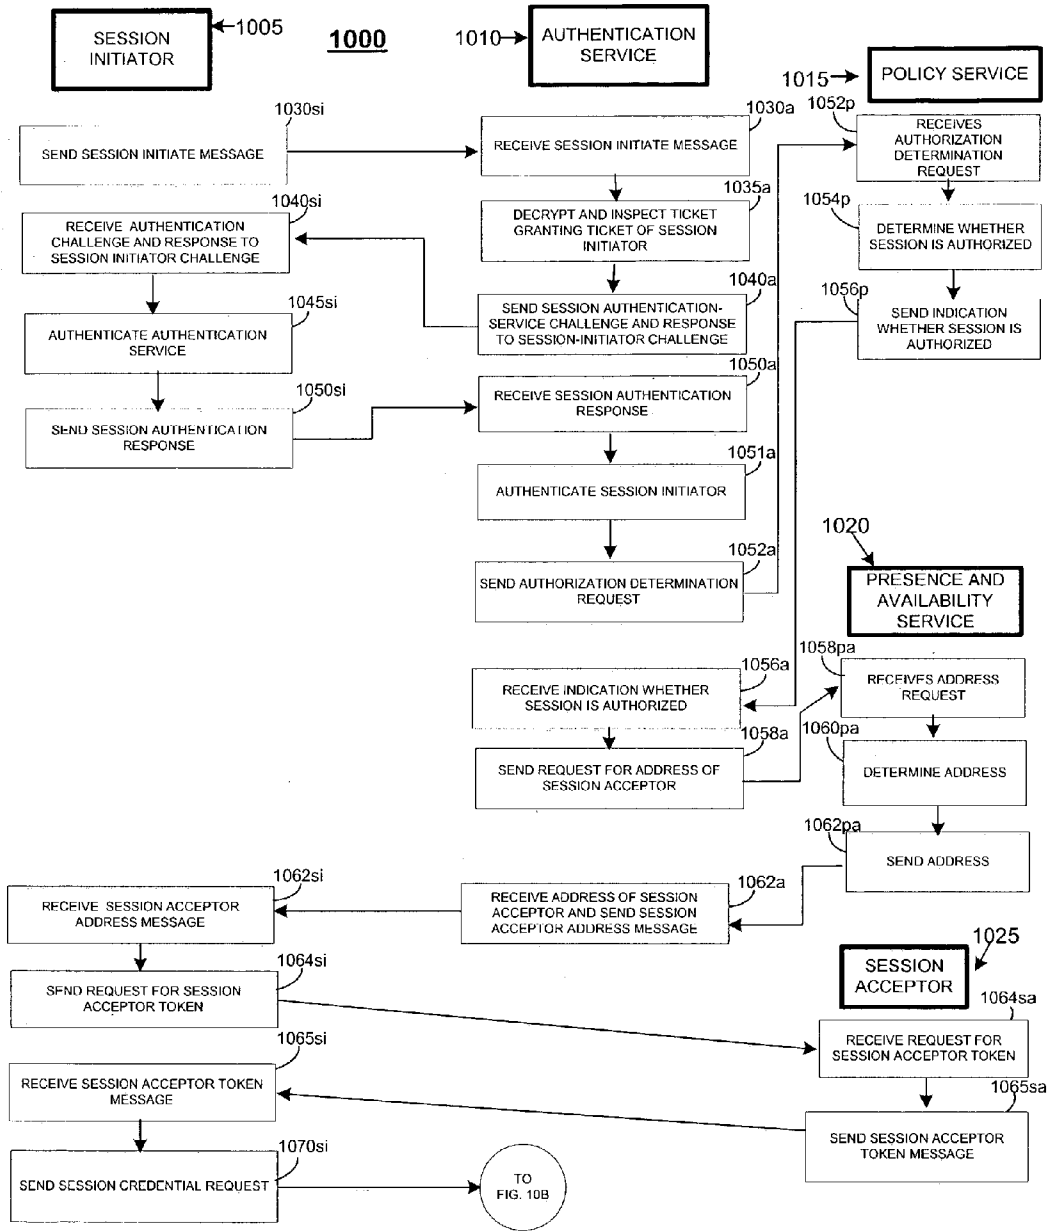 SESSION
INITIATOR
1005
1000
1010
AUTHENTICATION
SERVICE
1015
POLICY SERVICE
1030si
SEND SESSION INITIATE MESSAGE
1030a
RECEIVE SESSION INITIATE MESSAGE
1052p
RECEIVES
AUTHORIZATION
DETERMINATION
REQUEST
1035a
DECRYPT AND INSPECT TICKET
GRANTING TICKET OF SESSION
INITIATOR
1040si
RECEIVE AUTHENTICATION
CHALLENGE AND RESPONSE TO
SESSION INITIATOR CHALLENGE
1054p
DETERMINE WHETHER
SESSION IS AUTHORIZED
1040a
SEND SESSION AUTHENTICATION-
SERVICE CHALLENGE AND RESPONSE
TO SESSION-INITIATOR CHALLENGE
1056p
SEND INDICATION
WHETHER SESSION IS
AUTHORIZED
1045si
AUTHENTICATE AUTHENTICATION
SERVICE
1050a
RECEIVE SESSION AUTHENTICATION
RESPONSE
1050si
SEND SESSION AUTHENTICATION
RESPONSE
1051a
AUTHENTICATE SESSION INITIATOR
1052a
SEND AUTHORIZATION DETERMINATION
REQUEST
1020
PRESENCE AND
AVAILABILITY
SERVICE
1056a
RECEIVE INDICATION WHETHER
SESSION IS AUTHORIZED
1058pa
RECEIVES ADDRESS
REQUEST
1058a
SEND REQUEST FOR ADDRESS OF
SESSION ACCEPTOR
1060pa
DETERMINE ADDRESS
1062pa
SEND ADDRESS
1062si
RECEIVE SESSION ACCEPTOR
ADDRESS MESSAGE
1062a
RECEIVE ADDRESS OF SESSION
ACCEPTOR AND SEND SESSION
ACCEPTOR ADDRESS MESSAGE
1025
SESSION
ACCEPTOR
1064si
SEND REQUEST FOR SESSION
ACCEPTOR TOKEN
1064sa
RECEIVE REQUEST FOR
SESSION ACCEPTOR TOKEN
1065si
RECEIVE SESSION ACCEPTOR TOKEN
MESSAGE
1065sa
SEND SESSION ACCEPTOR
TOKEN MESSAGE
1070si
SEND SESSION CREDENTIAL REQUEST
TO
FIG. 10B